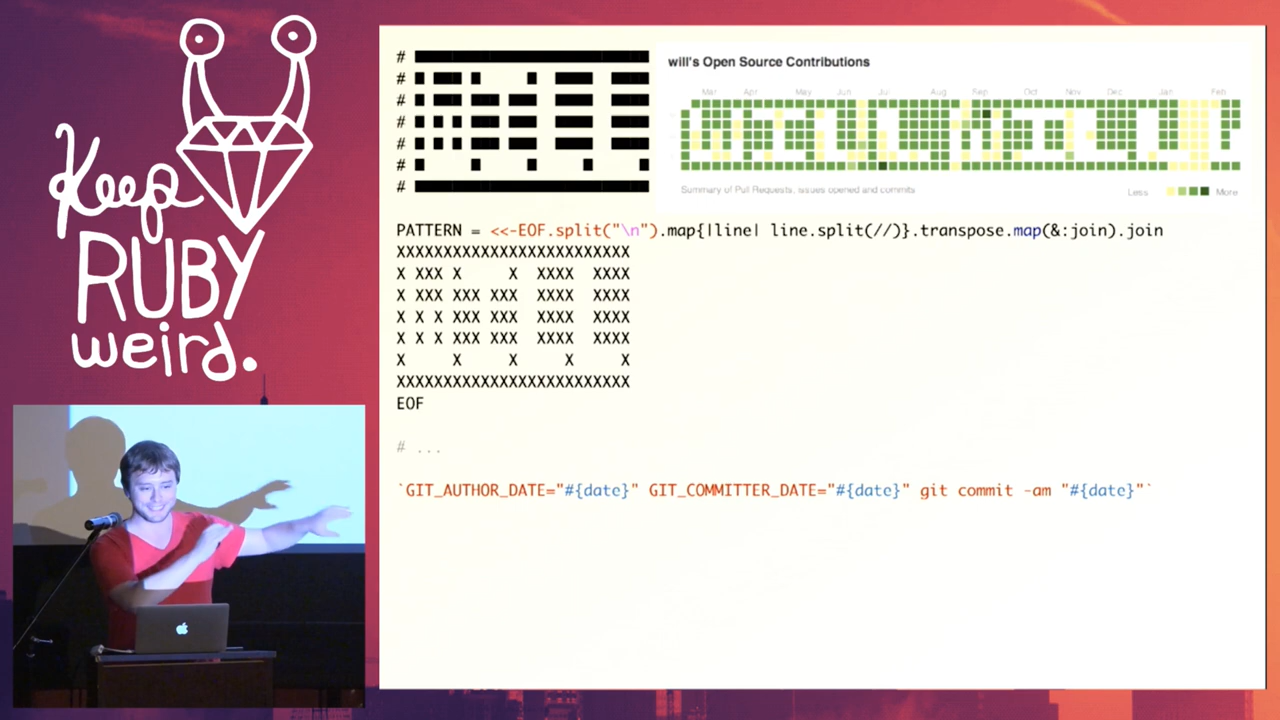 Keep
RUBY
weird.
#
#
#
#
#
#
#
will's Open Source Contributions
Mar Apr May Jun Jul Aug Sep Oct Nov Dec Jan Feb
Summary of Pull Requests, issues opened and commits
Less More
PATTERN = <<-EOF.split("\n").map{|line| line.split(//)}.transpose.map(&:join).join
XXXXXXXXXXXXXXXXXXXXXXXXX
X XXX X     X  XXXX  XXXX
X XXX XXX XXX  XXXX  XXXX
X X X XXX XXX  XXXX  XXXX
X X X XXX XXX  XXXX  XXXX
X     X     X     X     X
XXXXXXXXXXXXXXXXXXXXXXXXX
EOF
# ...
`GIT_AUTHOR_DATE="#{date}" GIT_COMMITTER_DATE="#{date}" git commit -am "#{date}"`